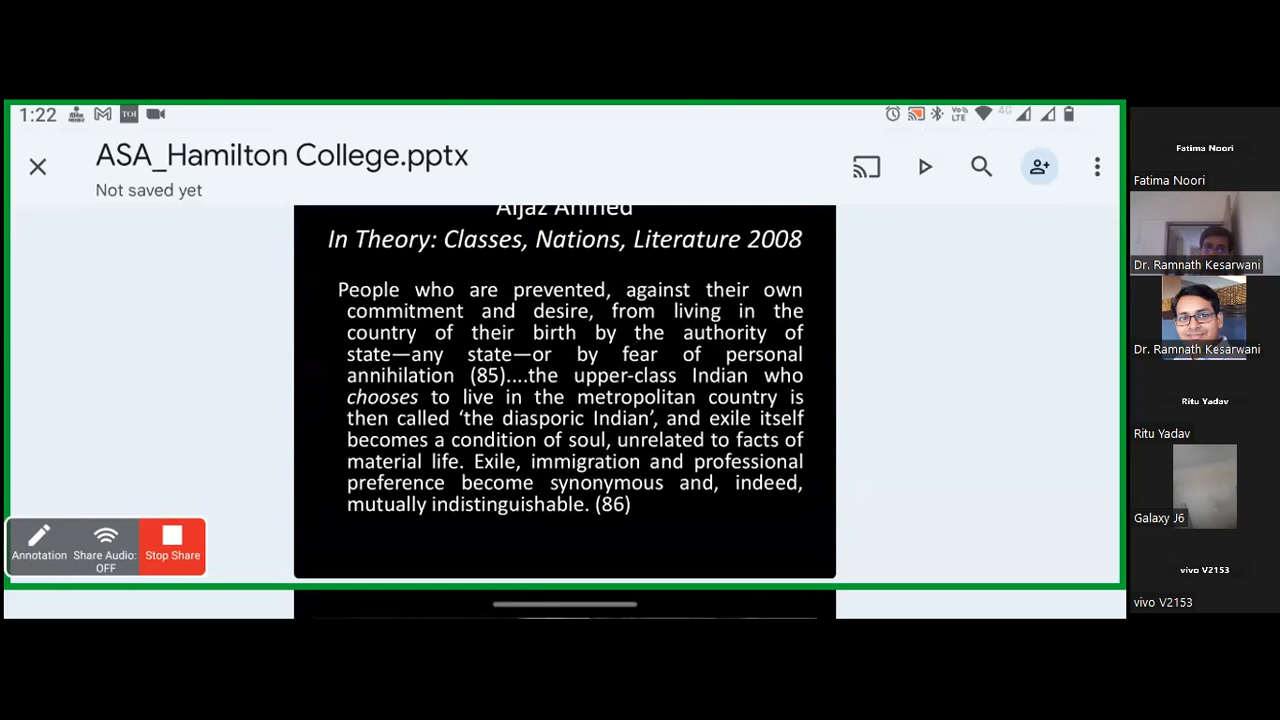 1:22
TOI
Vo)) LTE
4G
ASA_Hamilton College.pptx
Not saved yet
Aijaz Ahmed
In Theory: Classes, Nations, Literature 2008
People who are prevented, against their own
commitment and desire, from living in the
country of their birth by the authority of
state—any state—or by fear of personal
annihilation (85)....the upper-class Indian who
chooses to live in the metropolitan country is
then called ‘the diasporic Indian’, and exile itself
becomes a condition of soul, unrelated to facts of
material life. Exile, immigration and professional
preference become synonymous and, indeed,
mutually indistinguishable. (86)
Annotation
Share Audio:
OFF
Stop Share
Fatima Noori
Fatima Noori
Dr. Ramnath Kesarwani
Dr. Ramnath Kesarwani
Ritu Yadav
Ritu Yadav
Galaxy J6
vivo V2153
vivo V2153